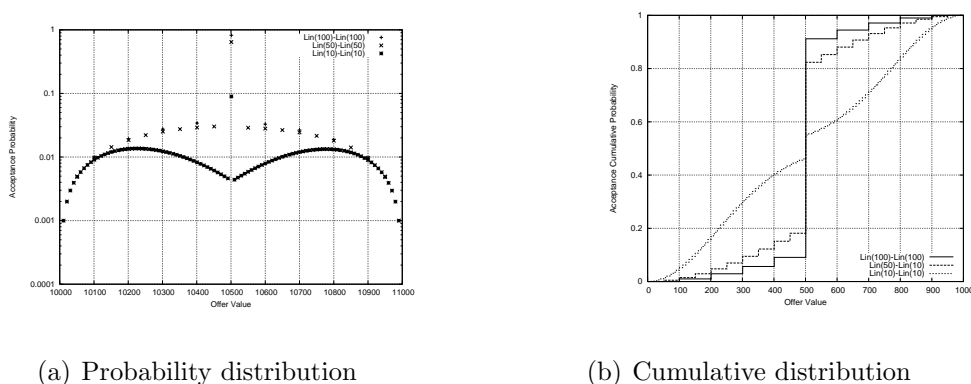 1
0.1
0.01
0.001
0.0001
Acceptance Probability
Lin(100)-Lin(100)
Lin(50)-Lin(50)
Lin(10)-Lin(10)
10000 10100 10200 10300 10400 10500 10600 10700 10800 10900 11000
Offer Value
(a) Probability distribution
1
0.8
0.6
0.4
0.2
0
Acceptance Cumulative Probability
Lin(100)-Lin(100)
Lin(50)-Lin(10)
Lin(10)-Lin(10)
0 100 200 300 400 500 600 700 800 900 1000
Offer Value
(b) Cumulative distribution